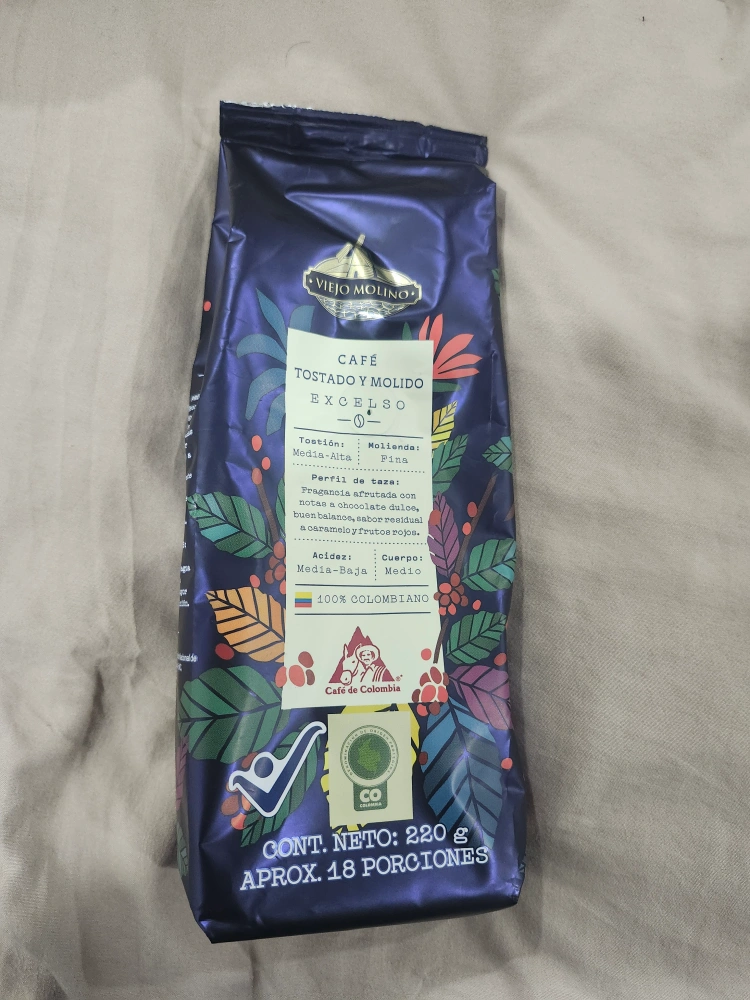 VIEJO MOLINO
CAFÉ
TOSTADO Y MOLIDO
EXCELSO
Tostión:
Media-Alta
Molienda:
Fina
Perfil de taza:
Fragancia afrutada con
notas a chocolate dulce,
buen balance, sabor residual
a caramelo y frutos rojos.
Acidez:
Media-Baja
Cuerpo:
Medio
100% COLOMBIANO
Café de Colombia
CO
COLOMBIA
CONT. NETO: 220 g
APROX. 18 PORCIONES